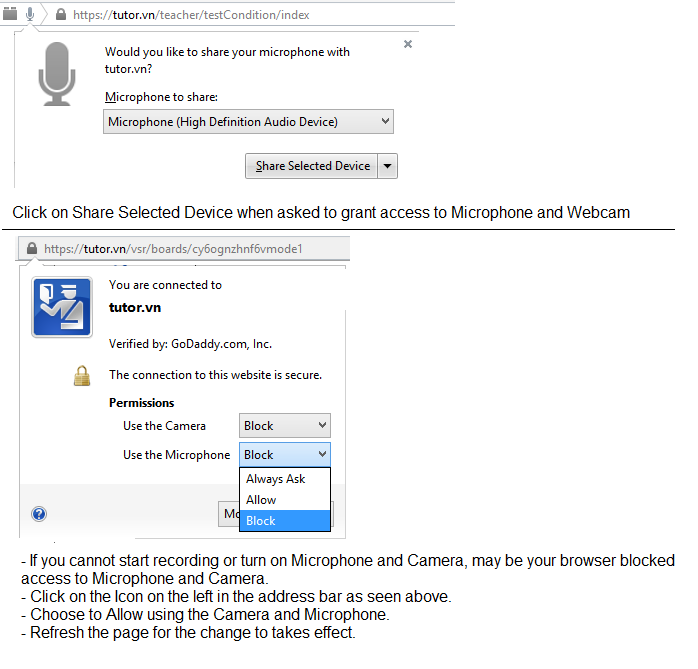 https://tutor.vn/teacher/testCondition/index
Would you like to share your microphone with
tutor.vn?
Microphone to share:
Microphone (High Definition Audio Device)
Share Selected Device
Click on Share Selected Device when asked to grant access to Microphone and Webcam
https://tutor.vn/vsr/boards/cy6ognzhnf6vmode1
You are connected to
tutor.vn
Verified by: GoDaddy.com, Inc.
The connection to this website is secure.
Permissions
Use the Camera Block
Use the Microphone Block
Always Ask
Allow
Block
- If you cannot start recording or turn on Microphone and Camera, may be your browser blocked
access to Microphone and Camera.
- Click on the Icon on the left in the address bar as seen above.
- Choose to Allow using the Camera and Microphone.
- Refresh the page for the change to takes effect.